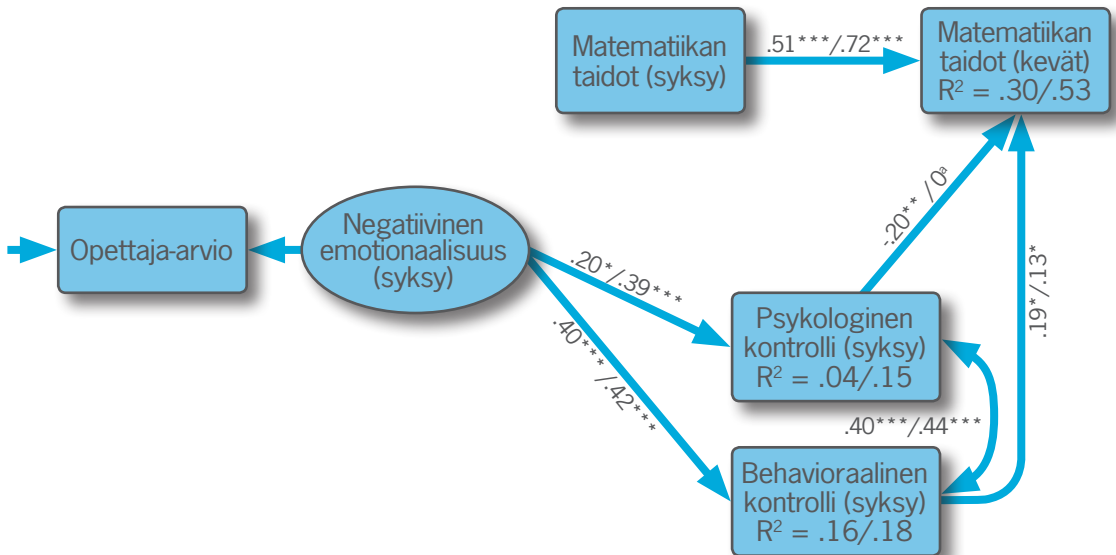 Matematiikan
taidot (syksy)
.51***/.72***
Matematiikan
taidot (kevät)
R² = .30/.53
Opettaja-arvio
Negatiivinen
emotionaalisuus
(syksy)
.20*/.39***
.40***/.42***
-.20** /0ᵃ
.19*/.13*
Psykologinen
kontrolli (syksy)
R² = .04/.15
.40***/.44***
Behavioraalinen
kontrolli (syksy)
R² = .16/.18